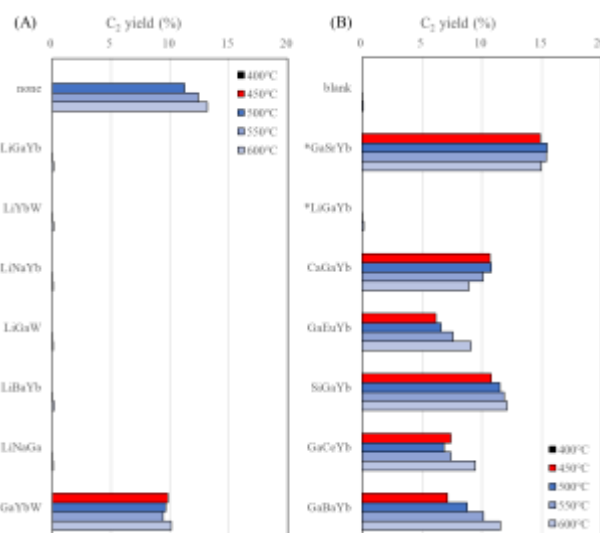 (A)
C2 yield (%)
0 5 10 15 20
none
LiGaYb
LiYbW
LiNaYb
LiGaW
LiBaYb
LiNaGa
GaYbW
400°C
450°C
500°C
550°C
600°C
(B)
C2 yield (%)
0 5 10 15 20
blank
*GaSrYb
*LiGaYb
CaGaYb
GaEuYb
SiGaYb
GaCeYb
GaBaYb
400°C
450°C
500°C
550°C
600°C